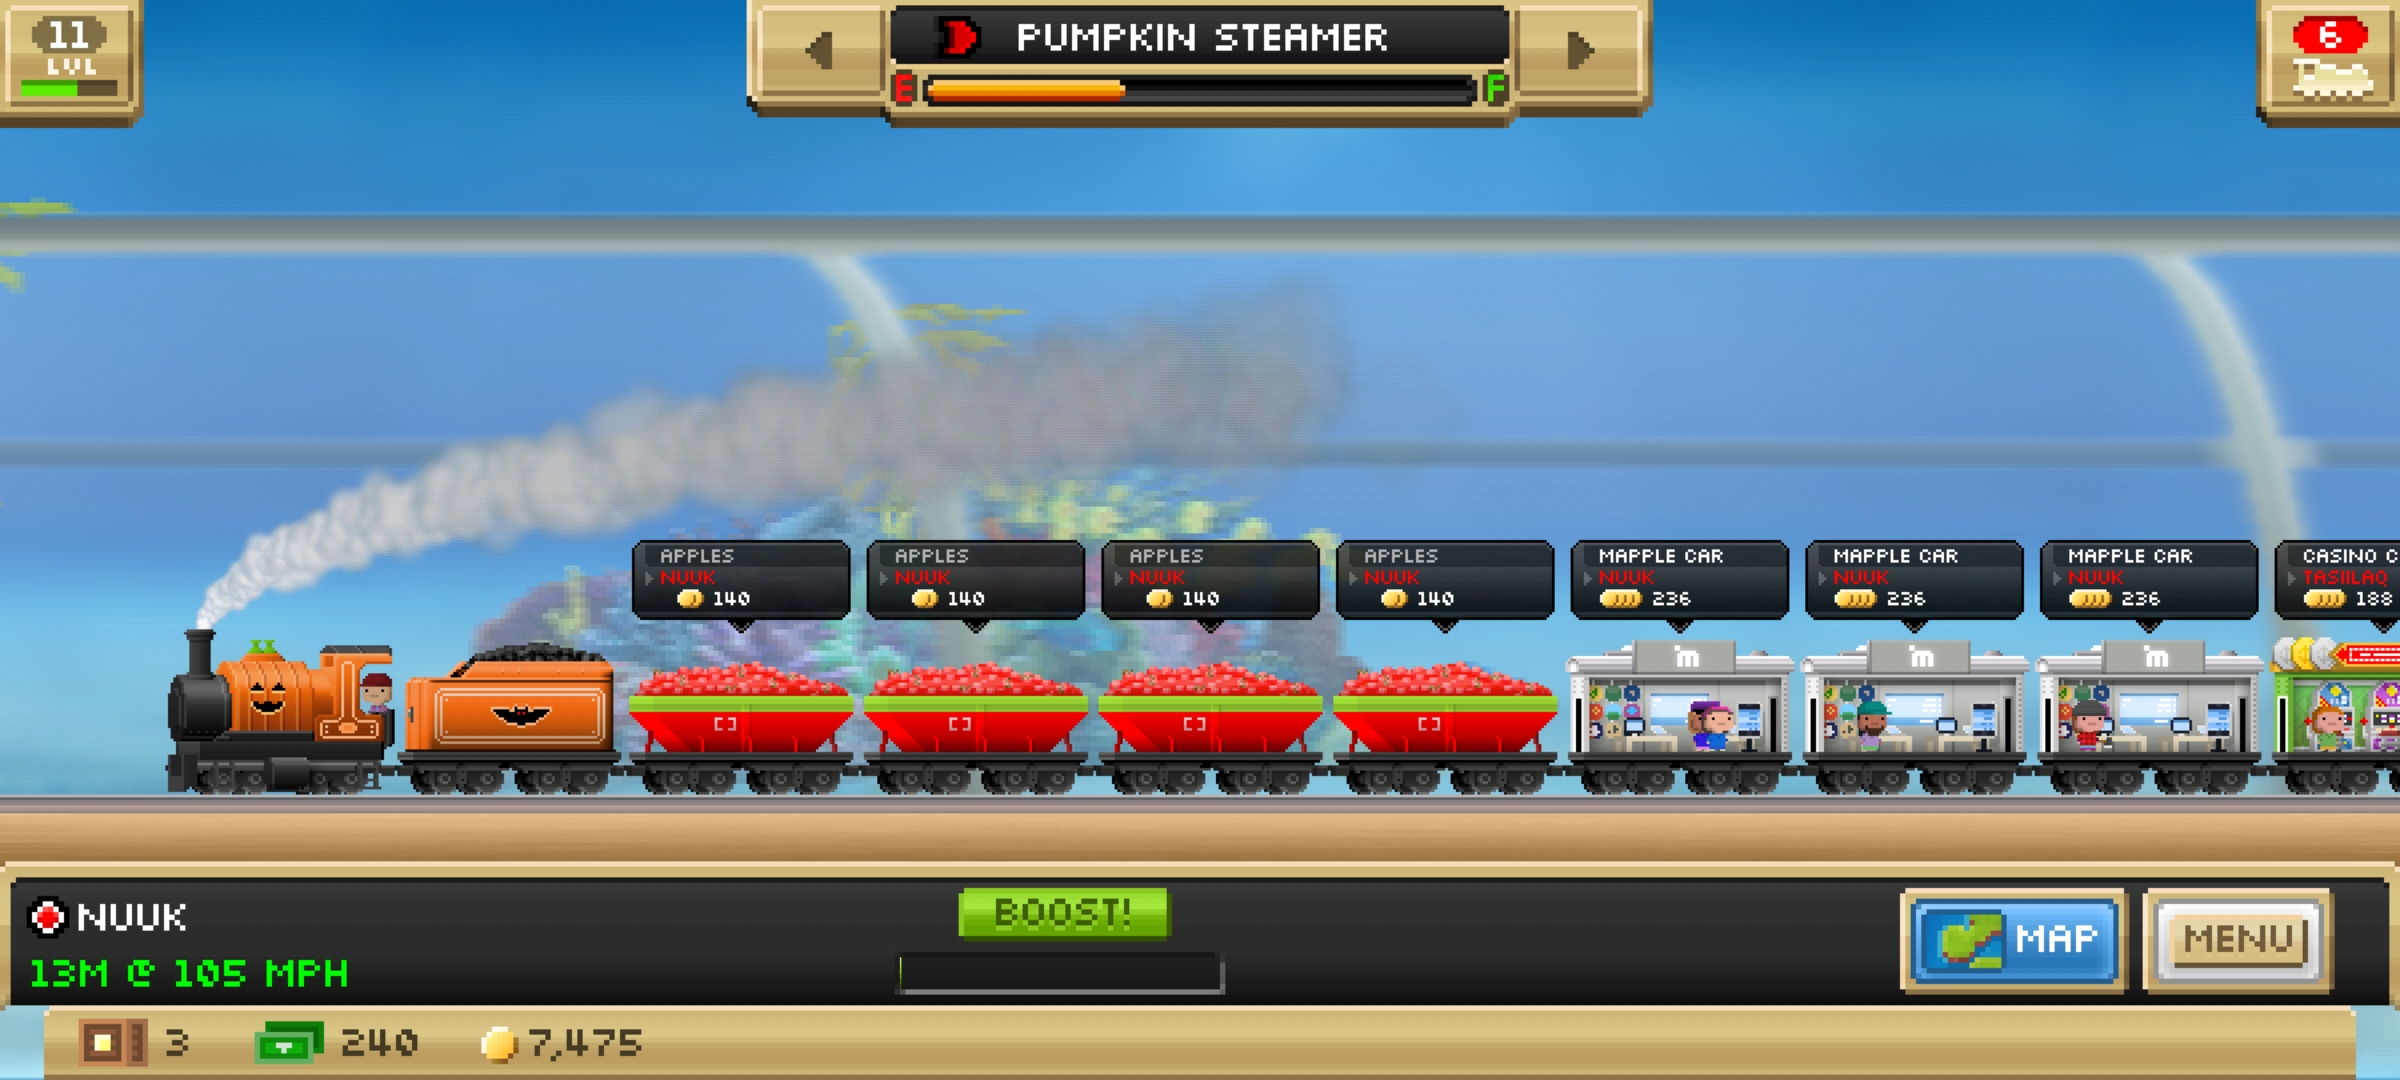 11
LVL
PUMPKIN STEAMER
E F
6
APPLES
NUUK
140
APPLES
NUUK
140
APPLES
NUUK
140
APPLES
NUUK
140
MAPPLE CAR
NUUK
236
MAPPLE CAR
NUUK
236
MAPPLE CAR
NUUK
236
CASINO C
TASIILAQ
188
m
m
m
NUUK
13M @ 105 MPH
BOOST!
MAP
MENU
3
240
7,475